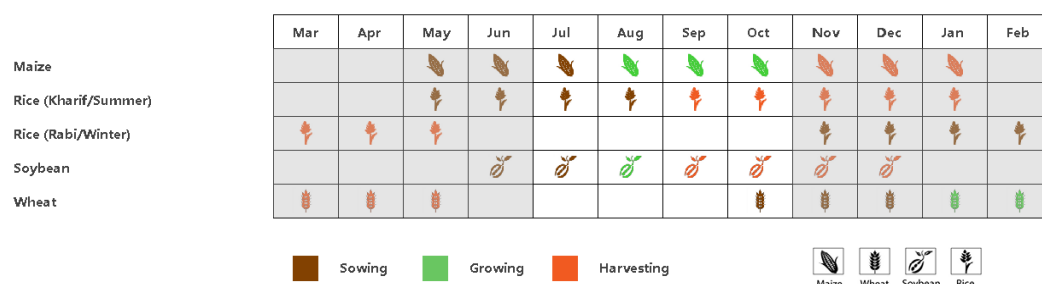 Mar Apr May Jun Jul Aug Sep Oct Nov Dec Jan Feb
Maize
Rice (Kharif/Summer)
Rice (Rabi/Winter)
Soybean
Wheat
Sowing Growing Harvesting
Maize Wheat Soybean Rice